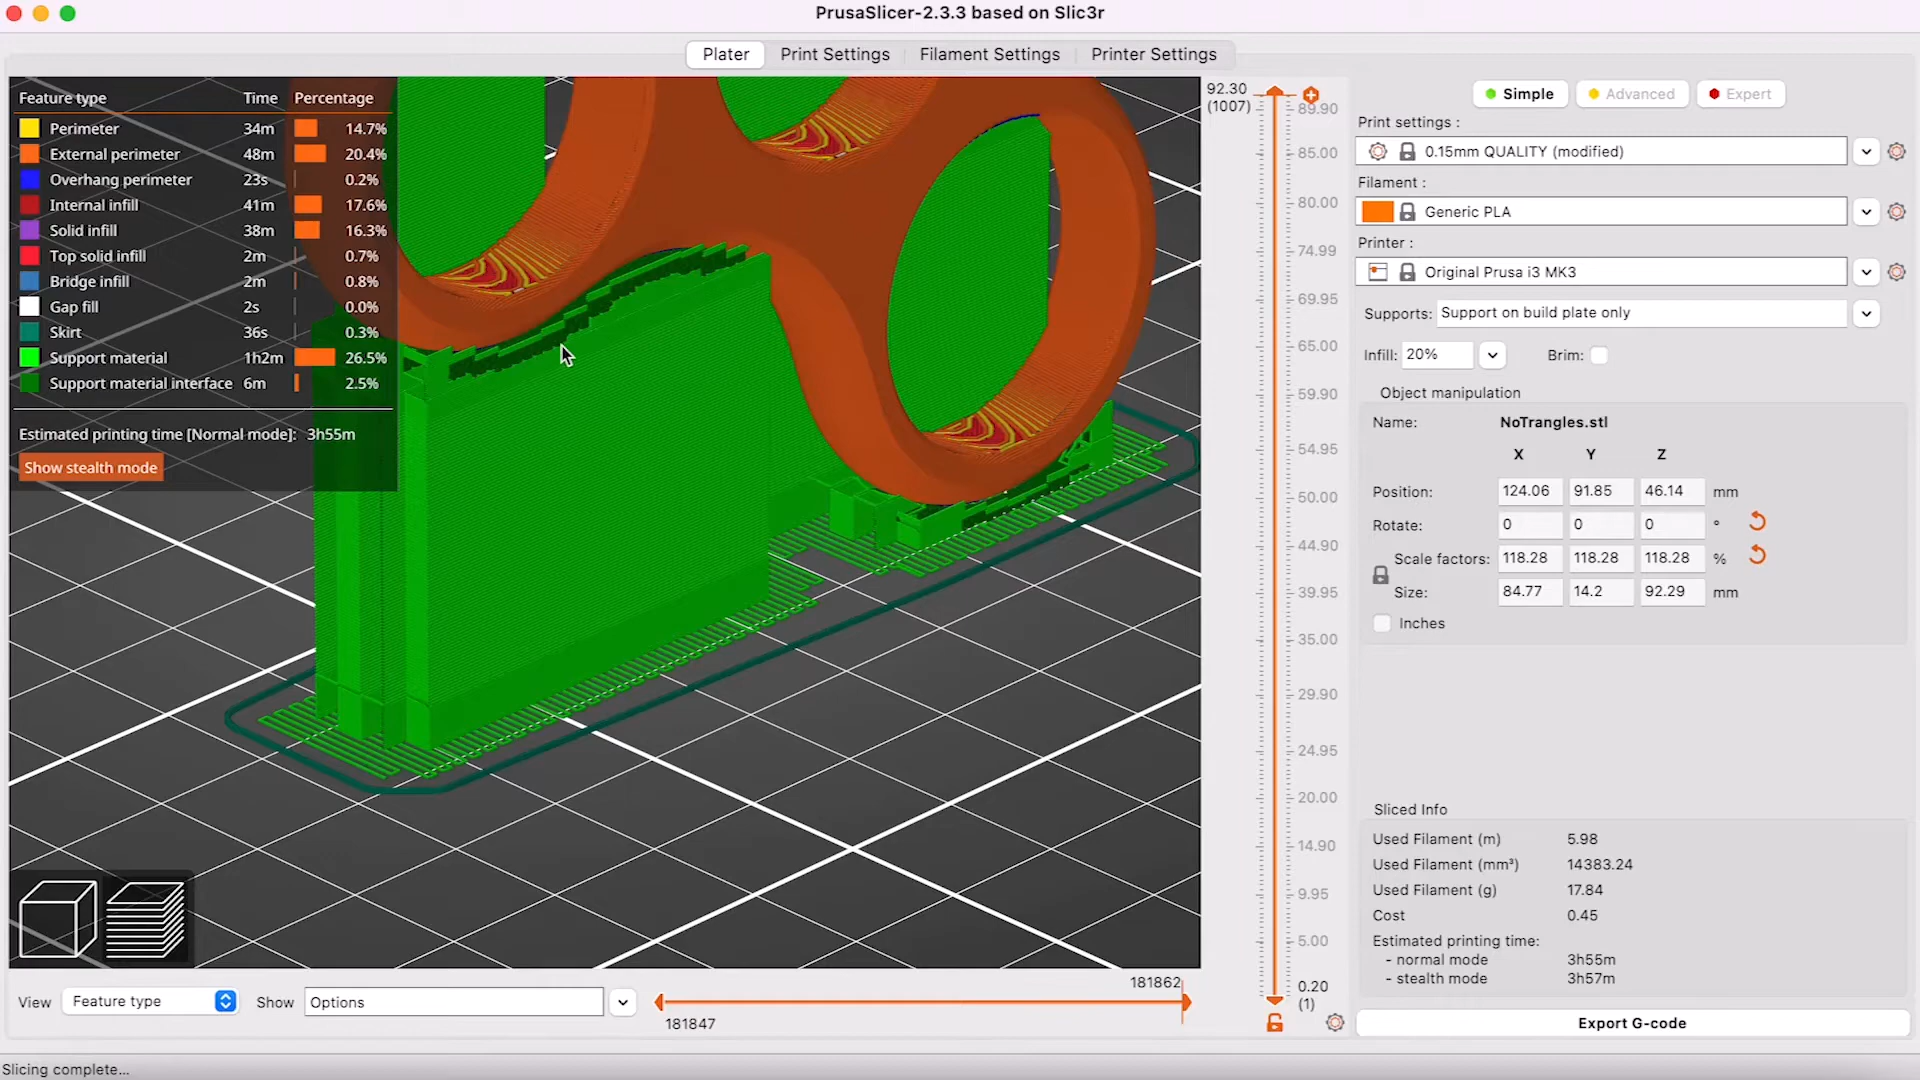 PrusaSlicer-2.3.3 based on Slic3r
Plater Print Settings Filament Settings Printer Settings
Feature type Time Percentage
Perimeter 34m 14.7%
External perimeter 48m 20.4%
Overhang perimeter 23s 0.2%
Internal infill 41m 17.6%
Solid infill 38m 16.3%
Top solid infill 2m 0.7%
Bridge infill 2m 0.8%
Gap fill 2s 0.0%
Skirt 36s 0.3%
Support material 1h2m 26.5%
Support material interface 6m 2.5%
Estimated printing time [Normal mode]: 3h55m
Show stealth mode
92.30
(1007)
89.90
85.00
80.00
74.99
69.95
65.00
59.90
54.95
50.00
44.90
39.95
35.00
29.90
24.95
20.00
14.90
9.95
5.00
0.20
(1)
Simple Advanced Expert
Print settings :
0.15mm QUALITY (modified)
Filament :
Generic PLA
Printer :
Original Prusa i3 MK3
Supports: Support on build plate only
Infill: 20% Brim:
Object manipulation
Name: NoTrangles.stl
X Y Z
Position: 124.06 91.85 46.14 mm
Rotate: 0 0 0 °
Scale factors: 118.28 118.28 118.28 %
Size: 84.77 14.2 92.29 mm
Inches
Sliced Info
Used Filament (m) 5.98
Used Filament (mm³) 14383.24
Used Filament (g) 17.84
Cost 0.45
Estimated printing time:
- normal mode 3h55m
- stealth mode 3h57m
Export G-code
View Feature type Show Options
181862
181847
Slicing complete...